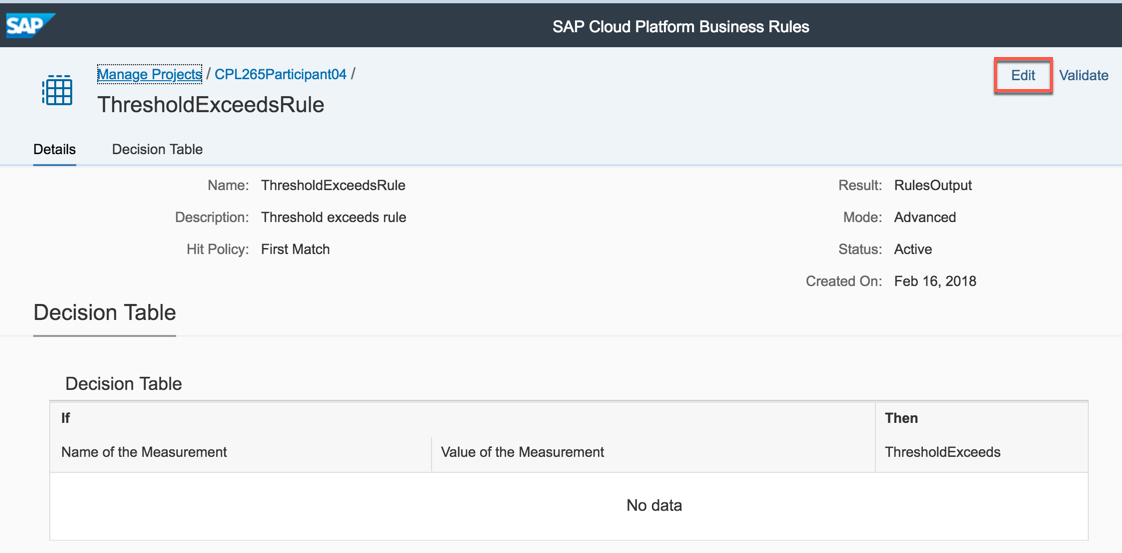 SAP
SAP Cloud Platform Business Rules
Manage Projects / CPL265Participant04 /
Edit
Validate
ThresholdExceedsRule
Details
Decision Table
Name: ThresholdExceedsRule
Result: RulesOutput
Description: Threshold exceeds rule
Mode: Advanced
Hit Policy: First Match
Status: Active
Created On: Feb 16, 2018
Decision Table
Decision Table
If
Then
Name of the Measurement
Value of the Measurement
ThresholdExceeds
No data